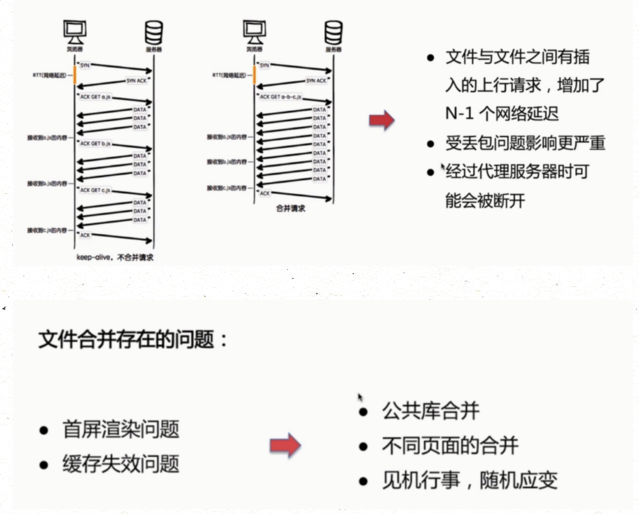 浏览器
服务器
SYN
RTT(网络延迟)
SYN ACK
ACK GET a.js
DATA
DATA
DATA
接收到a.js的内容
ACK GET b.js
DATA
DATA
DATA
接收到b.js的内容
ACK GET c.js
DATA
DATA
DATA
接收到c.js的内容
ACK
keep-alive，不合并请求
浏览器
服务器
SYN
RTT(网络延迟)
SYN ACK
ACK GET a-b-c.js
DATA
DATA
DATA
DATA
DATA
DATA
DATA
DATA
DATA
接收到a.js的内容
接收到b.js的内容
接收到c.js的内容
ACK
合并请求
● 文件与文件之间有插
入的上行请求，增加了
N-1 个网络延迟
● 受丢包问题影响更严重
● 经过代理服务器时可
能会被断开
文件合并存在的问题：
● 首屏渲染问题
● 缓存失效问题
● 公共库合并
● 不同页面的合并
● 见机行事，随机应变